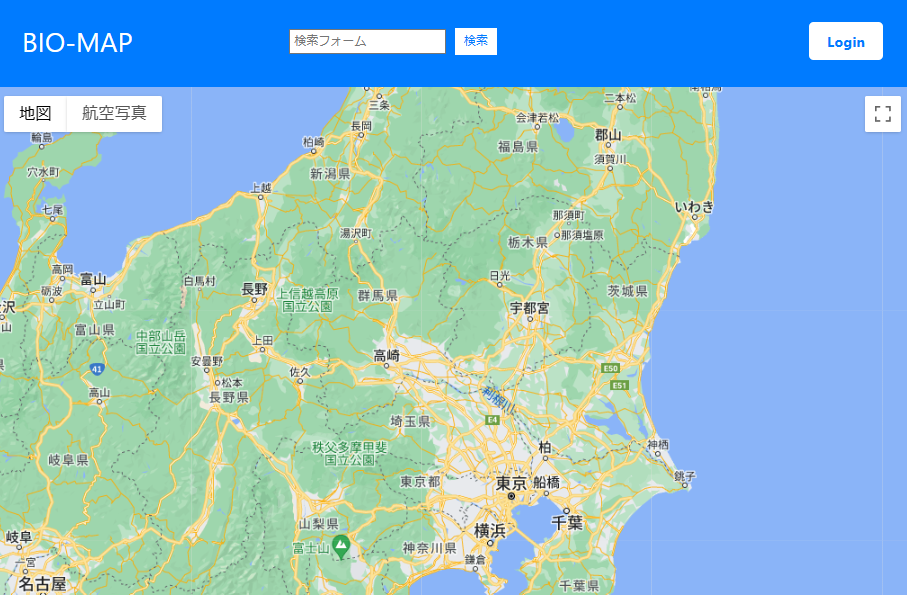 BIO-MAP
検索フォーム
検索
Login
地図
航空写真
三条
二本松
長岡
会津若松
輪島
柏崎
郡山
福島県
須賀川
穴水町
新潟県
上越
七尾
いわき
那須町
湯沢町
那須塩原
栃木県
高岡
日光
富山
白馬村
長野
砺波
上信越高原
国立公園
群馬県
茨城県
立山町
宇都宮
富山県
中部山岳
国立公園
上田
高崎
安曇野
41
佐久
E50
松本
E51
高山
長野県
利根川
埼玉県
E4
秩父多摩甲斐
国立公園
柏
神栖
岐阜県
東京都
東京
船橋
銚子
山梨県
千葉
横浜
岐阜
富士山
神奈川県
鎌倉
一宮
名古屋
千葉県